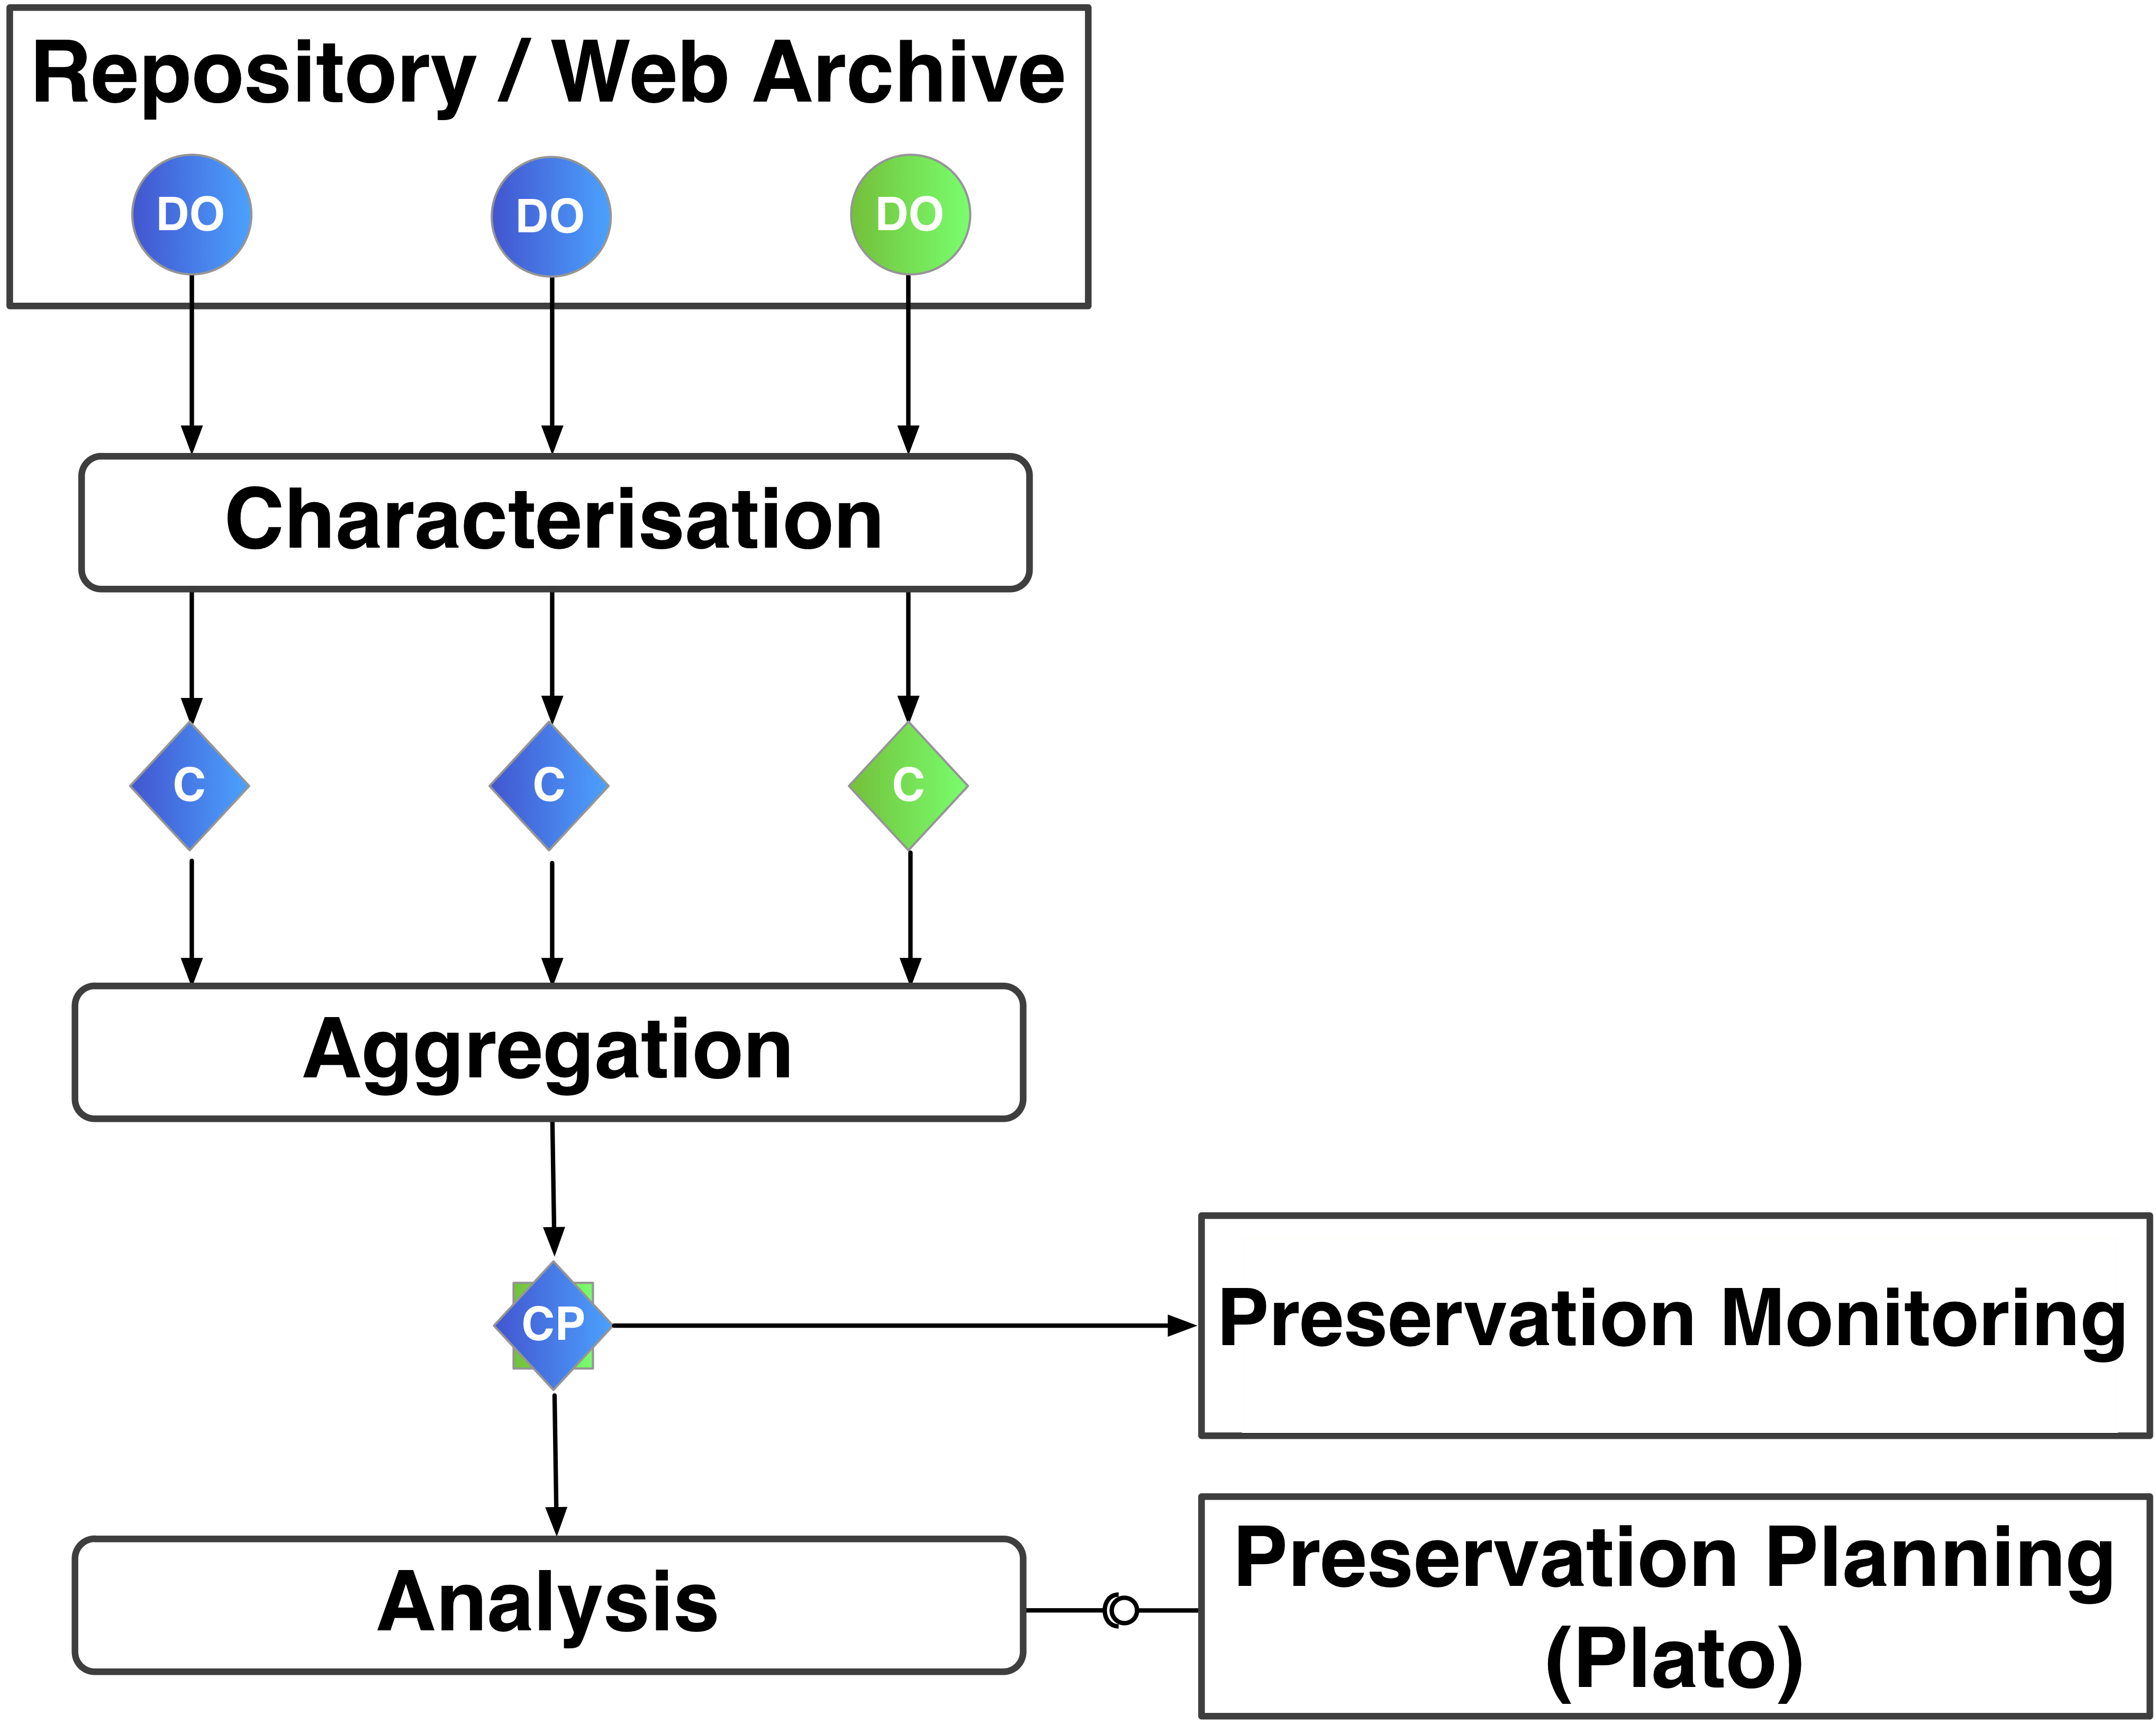 Repository / Web Archive
DO DO DO
Characterisation
C C C
Aggregation
CP
Preservation Monitoring
Analysis
Preservation Planning
(Plato)